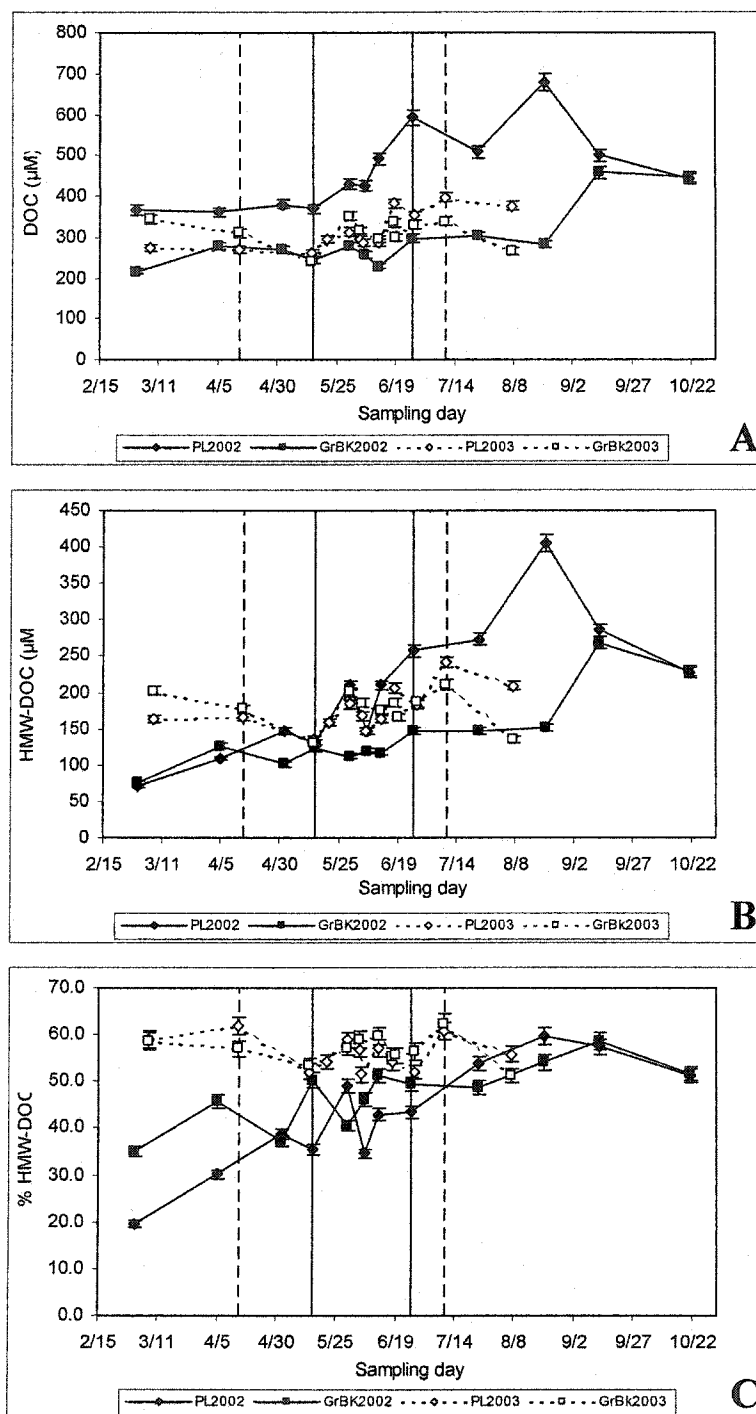 800
700
600
500
400
300
200
100
0
DOC (µM)
2/15 3/11 4/5 4/30 5/25 6/19 7/14 8/8 9/2 9/27 10/22
Sampling day
PL2002 GrBK2002 PL2003 GrBk2003
A
450
400
350
300
250
200
150
100
50
0
HMW-DOC (µM
2/15 3/11 4/5 4/30 5/25 6/19 7/14 8/8 9/2 9/27 10/22
Sampling day
PL2002 GrBK2002 PL2003 GrBk2003
B
70.0
60.0
50.0
40.0
30.0
20.0
10.0
0.0
% HMW-DOC
2/15 3/11 4/5 4/30 5/25 6/19 7/14 8/8 9/2 9/27 10/22
Sampling day
PL2002 GrBK2002 PL2003 GrBk2003
C